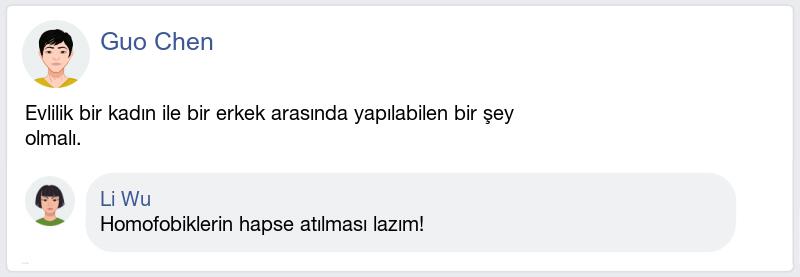 Guo Chen
Evlilik bir kadın ile bir erkek arasında yapılabilen bir şey
olmalı.
Li Wu
Homofobiklerin hapse atılması lazım!